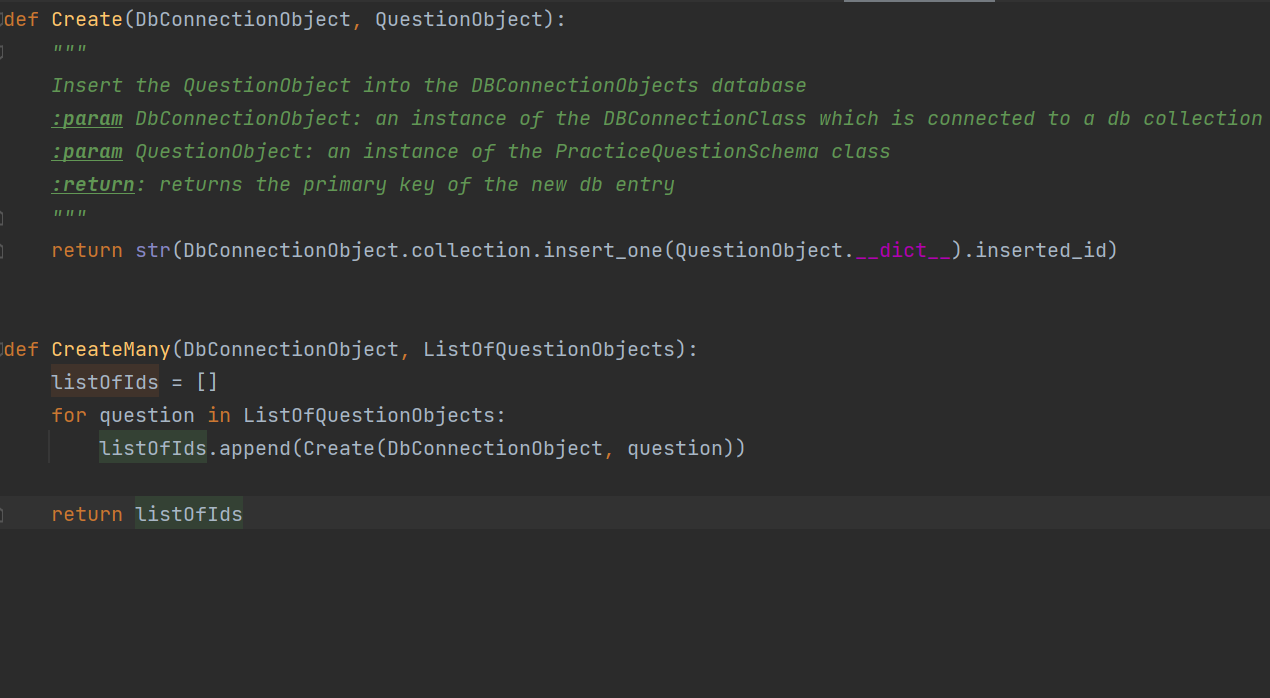 def Create(DbConnectionObject, QuestionObject):
    """
    Insert the QuestionObject into the DBConnectionObjects database
    :param DbConnectionObject: an instance of the DBConnectionClass which is connected to a db collection
    :param QuestionObject: an instance of the PracticeQuestionSchema class
    :return: returns the primary key of the new db entry
    """
    return str(DbConnectionObject.collection.insert_one(QuestionObject.__dict__).inserted_id)
def CreateMany(DbConnectionObject, ListOfQuestionObjects):
    listOfIds = []
    for question in ListOfQuestionObjects:
        listOfIds.append(Create(DbConnectionObject, question))
    return listOfIds